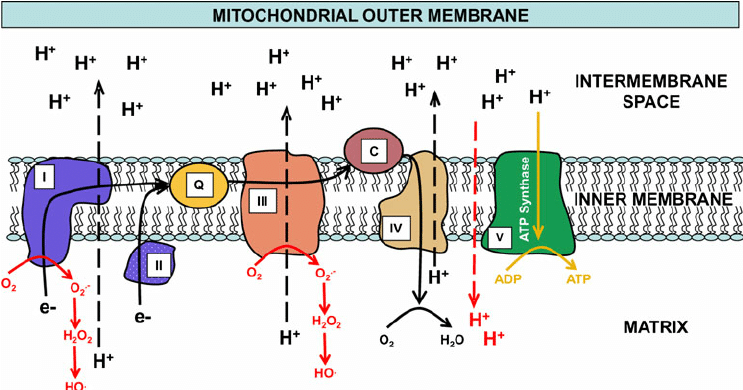 MITOCHONDRIAL OUTER MEMBRANE
H+ H+ H+ H+ H+
H+ H+ H+ H+ H+
H+ H+ H+ H+
H+ H+ H+
INTERMEMBRANE
SPACE
I
Q
III
C
IV
V
ATP Synthase
INNER MEMBRANE
II
O₂
O₂·-
H₂O₂
HO·
e-
H+
e-
O₂
O₂·-
H₂O₂
HO·
H+
H+
O₂
H₂O
H+
H+
ADP
ATP
MATRIX